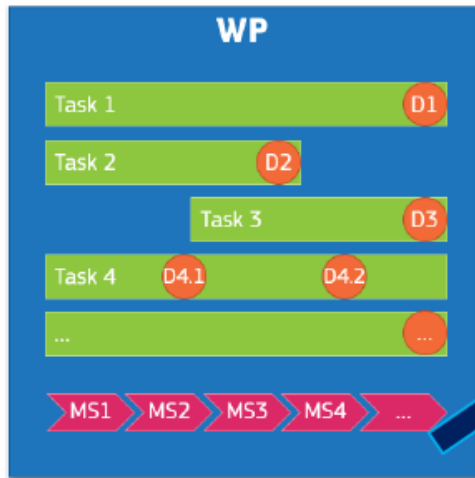 WP
Task 1 D1
Task 2 D2
Task 3 D3
Task 4 D4.1 D4.2
... ...
MS1 MS2 MS3 MS4 ...